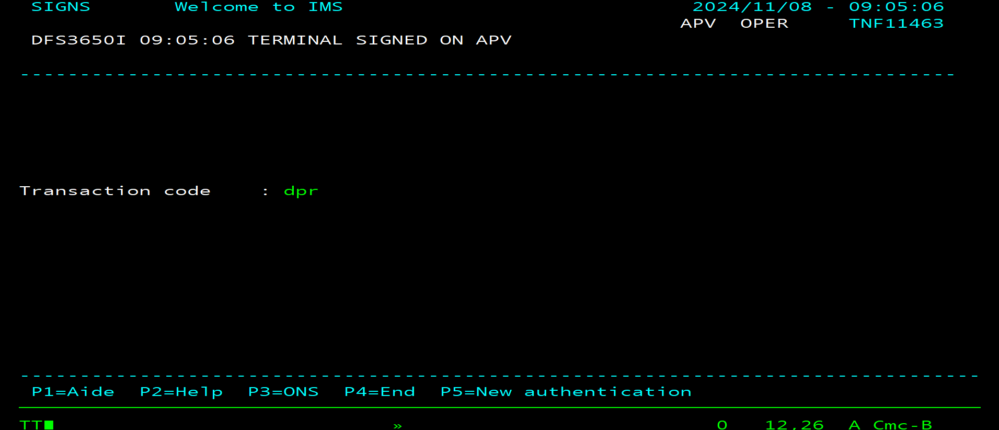 SIGNS Welcome to IMS 2024/11/08 - 09:05:06
APV OPER TNF11463
DFS3650I 09:05:06 TERMINAL SIGNED ON APV
------------------------------------------------------------------------------
Transaction code : dpr
--------------------------------------------------------------------------------
P1=Aide P2=Help P3=ONS P4=End P5=New authentication
TT■ » 0 12,26 A Cmc-B